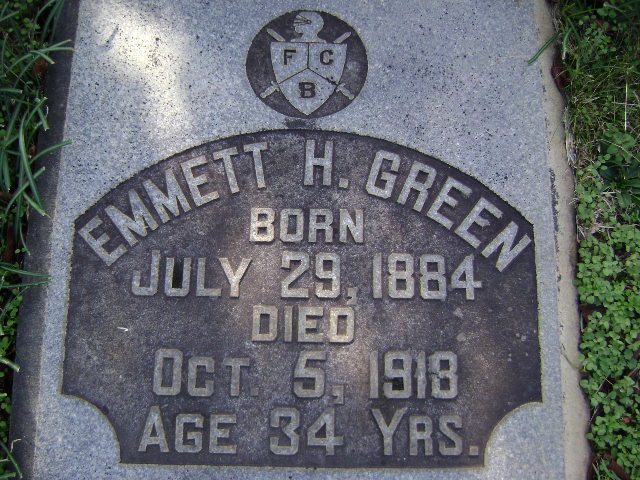 F C
B
EMMETT H. GREEN
BORN
JULY 29, 1884
DIED
OCT. 5, 1918
AGE 34 YRS.